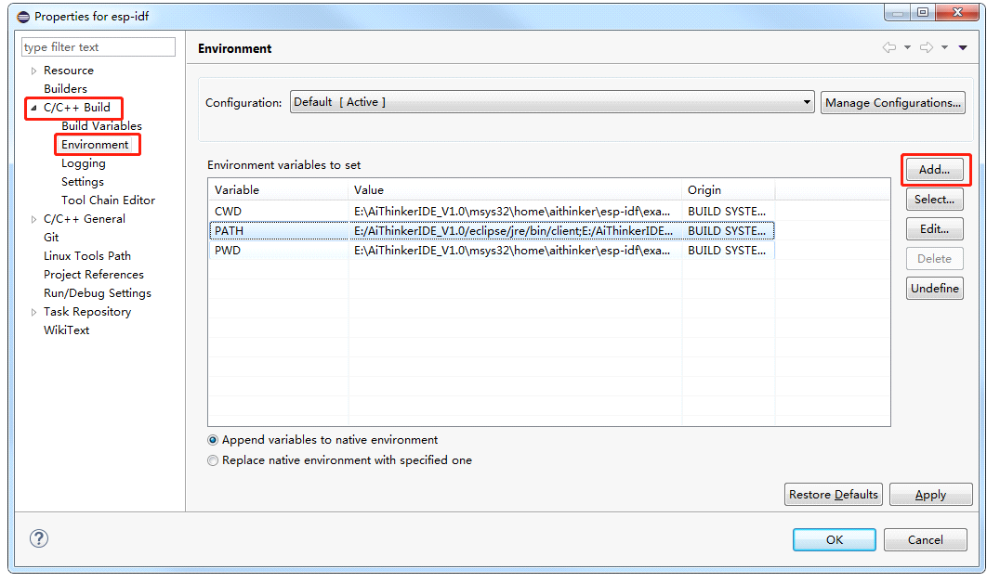 Properties for esp-idf
type filter text
Resource
Builders
C/C++ Build
Build Variables
Environment
Logging
Settings
Tool Chain Editor
C/C++ General
Git
Linux Tools Path
Project References
Run/Debug Settings
Task Repository
WikiText
Environment
Configuration: Default [ Active ] Manage Configurations...
Environment variables to set
Variable Value Origin
CWD E:\AiThinkerIDE_V1.0\msys32\home\aithinker\esp-idf\exa... BUILD SYSTE...
PATH E:/AiThinkerIDE_V1.0/eclipse/jre/bin/client;E:/AiThinkerIDE... BUILD SYSTE...
PWD E:\AiThinkerIDE_V1.0\msys32\home\aithinker\esp-idf\exa... BUILD SYSTE...
Add...
Select...
Edit...
Delete
Undefine
Append variables to native environment
Replace native environment with specified one
Restore Defaults Apply
? OK Cancel